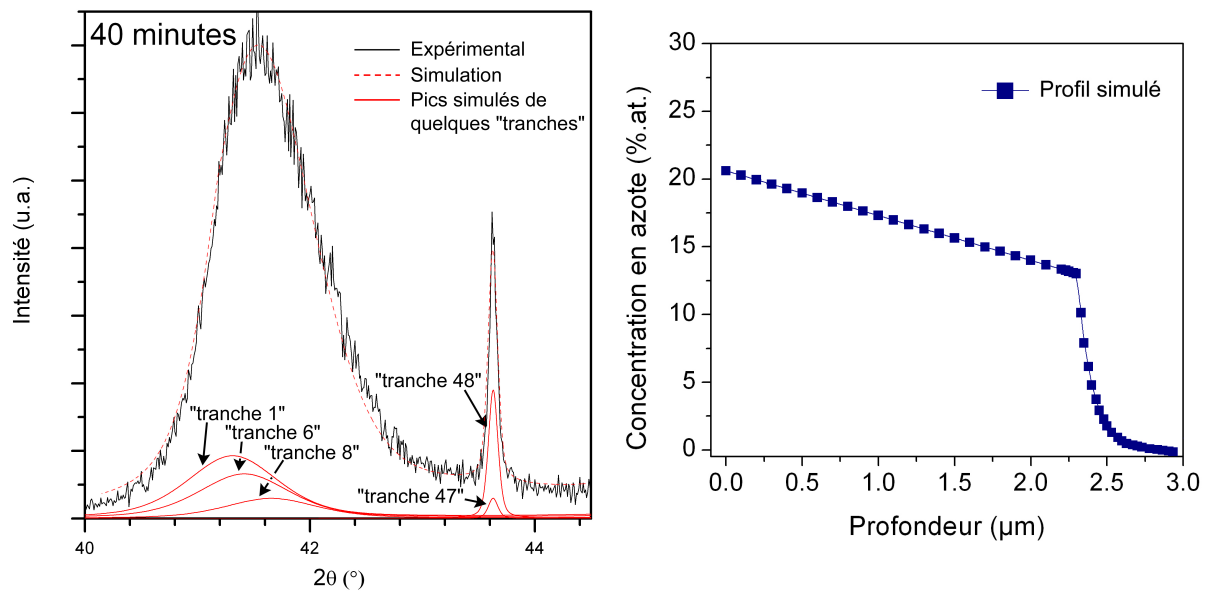 40 minutes
Expérimental
Simulation
Pics simulés de
quelques "tranches"
Intensité (u.a.)
"tranche 48"
"tranche 1"
"tranche 6"
"tranche 8"
"tranche 47"
40
42
44
2θ (°)
30
25
20
15
10
5
0
Concentration en azote (%.at.)
Profil simulé
0.0
0.5
1.0
1.5
2.0
2.5
3.0
Profondeur (µm)